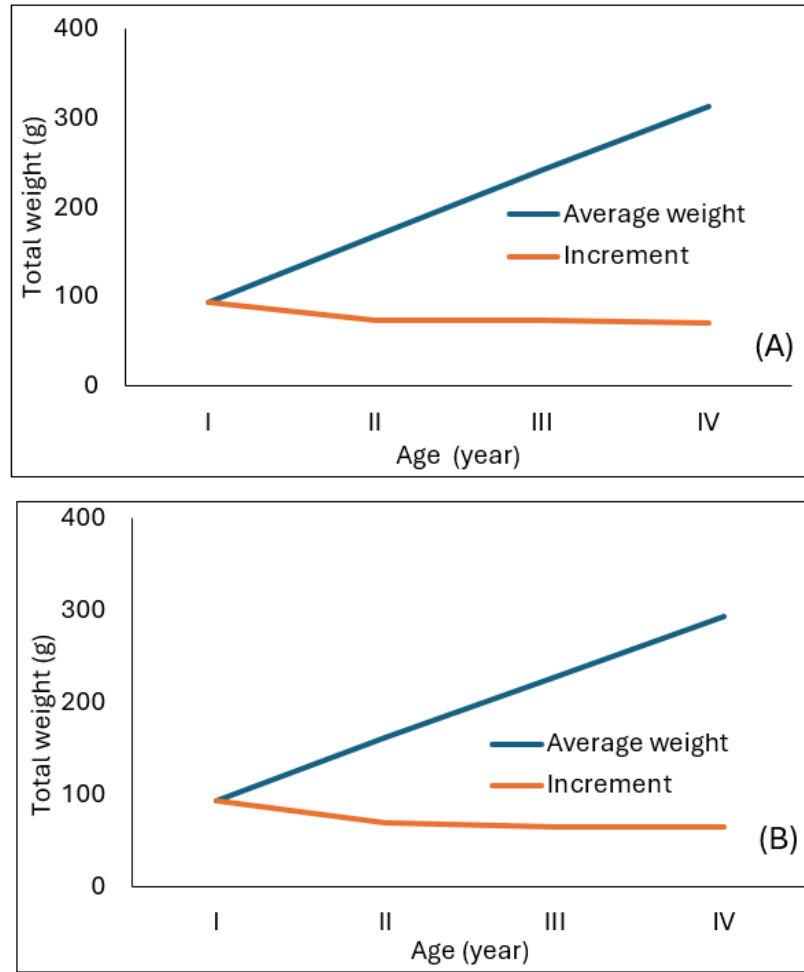 400
300
200
100
0
Total weight (g)
Average weight
Increment
(A)
I II III IV
Age (year)
400
300
200
100
0
Total weight (g)
Average weight
Increment
(B)
I II III IV
Age (year)